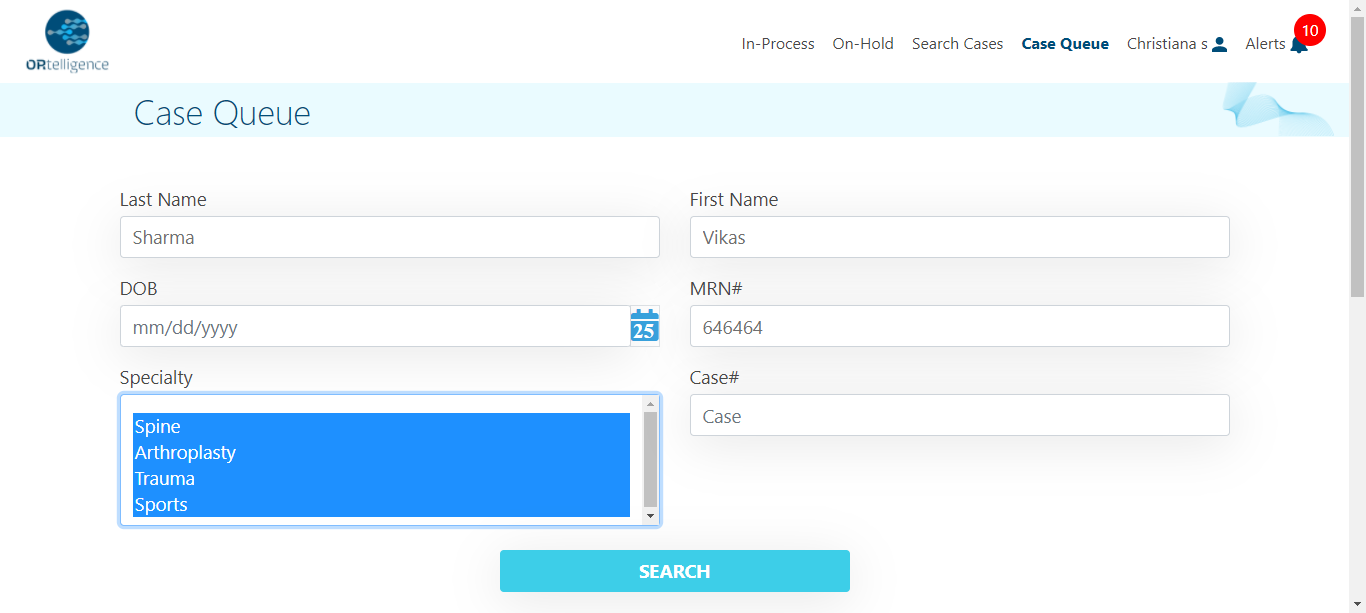 ORtelligence
In-Process On-Hold Search Cases Case Queue Christiana s Alerts 10
Case Queue
Last Name
Sharma
First Name
Vikas
DOB
mm/dd/yyyy
25
MRN#
646464
Specialty
Spine
Arthroplasty
Trauma
Sports
Case#
Case
SEARCH